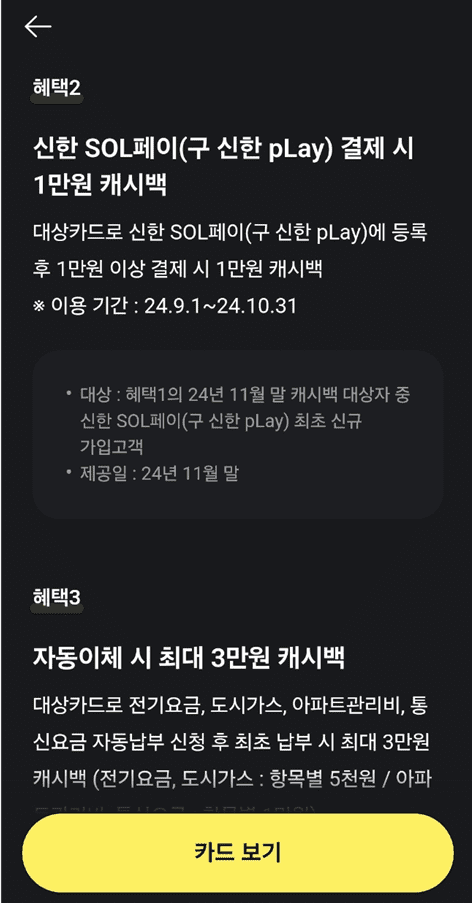 혜택2
신한 SOL페이(구 신한 pLay) 결제 시
1만원 캐시백
대상카드로 신한 SOL페이(구 신한 pLay)에 등록
후 1만원 이상 결제 시 1만원 캐시백
※ 이용 기간 : 24.9.1~24.10.31
• 대상 : 혜택1의 24년 11월 말 캐시백 대상자 중
신한 SOL페이(구 신한 pLay) 최초 신규
가입고객
• 제공일 : 24년 11월 말
혜택3
자동이체 시 최대 3만원 캐시백
대상카드로 전기요금, 도시가스, 아파트관리비, 통
신요금 자동납부 신청 후 최초 납부 시 최대 3만원
캐시백 (전기요금, 도시가스 : 항목별 5천원 / 아파
카드 보기